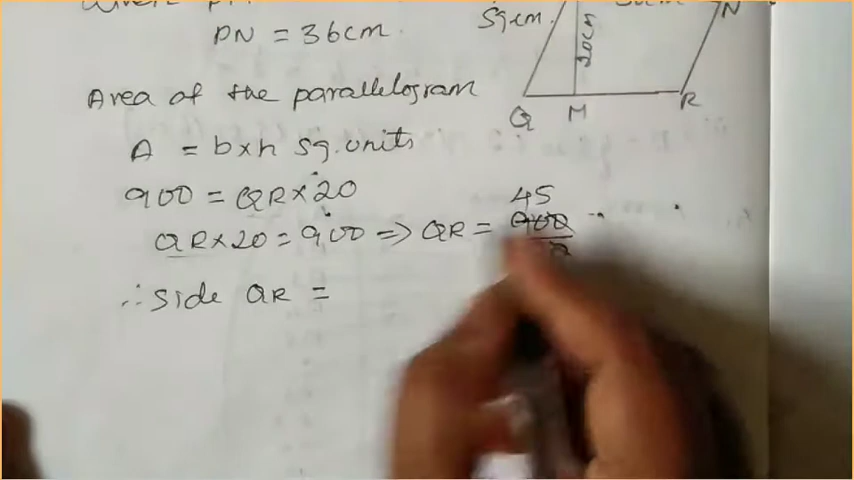 PN = 36cm
Sqcm.
20cm
N
Area of the parallelogram
Q M R
A = b×h sq.units
900 = QR×20
45
QR×20 = 900 => QR = 900
∴ side QR =